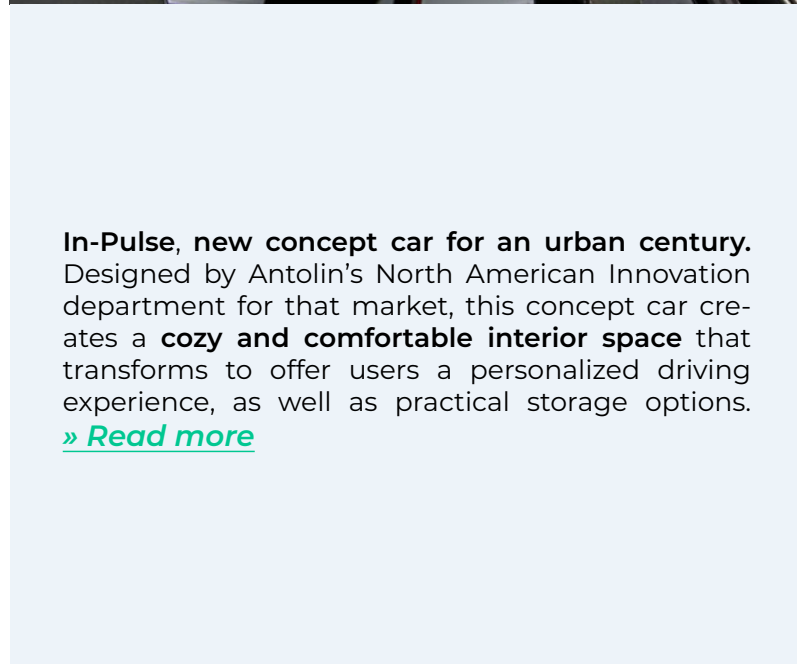 In-Pulse, new concept car for an urban century.
Designed by Antolin’s North American Innovation
department for that market, this concept car cre-
ates a cozy and comfortable interior space that
transforms to offer users a personalized driving
experience, as well as practical storage options.
» Read more